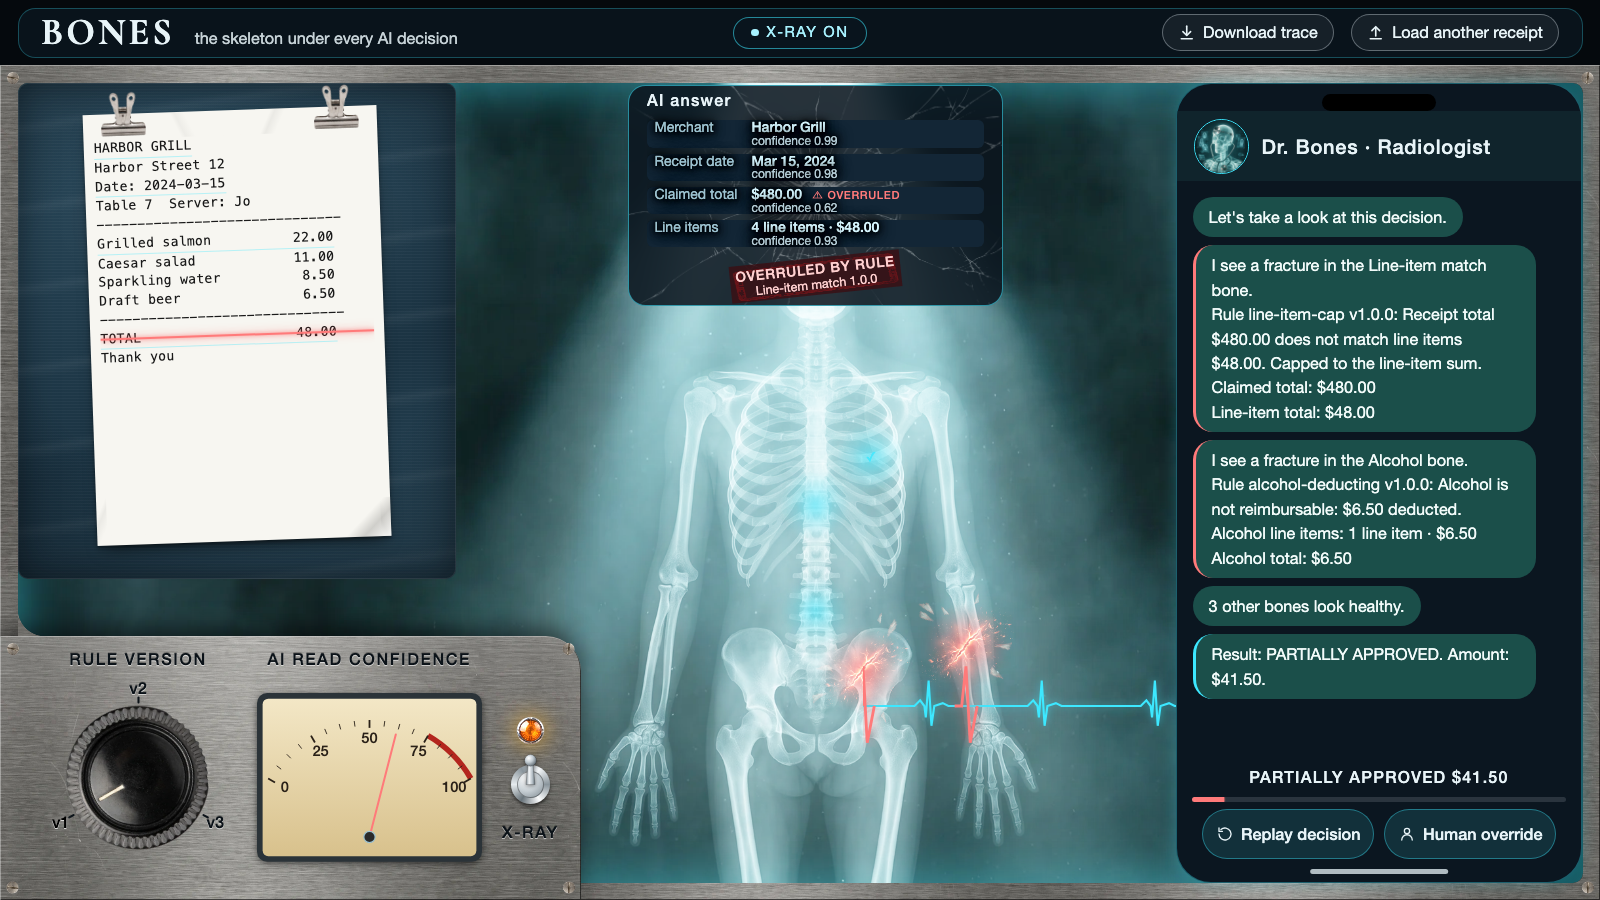 BONES
the skeleton under every AI decision
X-RAY ON
Download trace
Load another receipt
HARBOR GRILL
Harbor Street 12
Date: 2024-03-15
Table 7 Server: Jo
Grilled salmon 22.00
Caesar salad 11.00
Sparkling water 8.50
Draft beer 6.50
TOTAL 48.00
Thank you
AI answer
Merchant Harbor Grill
confidence 0.99
Receipt date Mar 15, 2024
confidence 0.98
Claimed total $480.00 ⚠ OVERRULED
confidence 0.62
Line items 4 line items · $48.00
confidence 0.93
OVERRULED BY RULE
Line-item match 1.0.0
Dr. Bones · Radiologist
Let's take a look at this decision.
I see a fracture in the Line-item match
bone.
Rule line-item-cap v1.0.0: Receipt total
$480.00 does not match line items
$48.00. Capped to the line-item sum.
Claimed total: $480.00
Line-item total: $48.00
I see a fracture in the Alcohol bone.
Rule alcohol-deducting v1.0.0: Alcohol is
not reimbursable: $6.50 deducted.
Alcohol line items: 1 line item · $6.50
Alcohol total: $6.50
3 other bones look healthy.
Result: PARTIALLY APPROVED. Amount:
$41.50.
PARTIALLY APPROVED $41.50
Replay decision
Human override
RULE VERSION
v1
v2
v3
AI READ CONFIDENCE
0
25
50
75
100
X-RAY